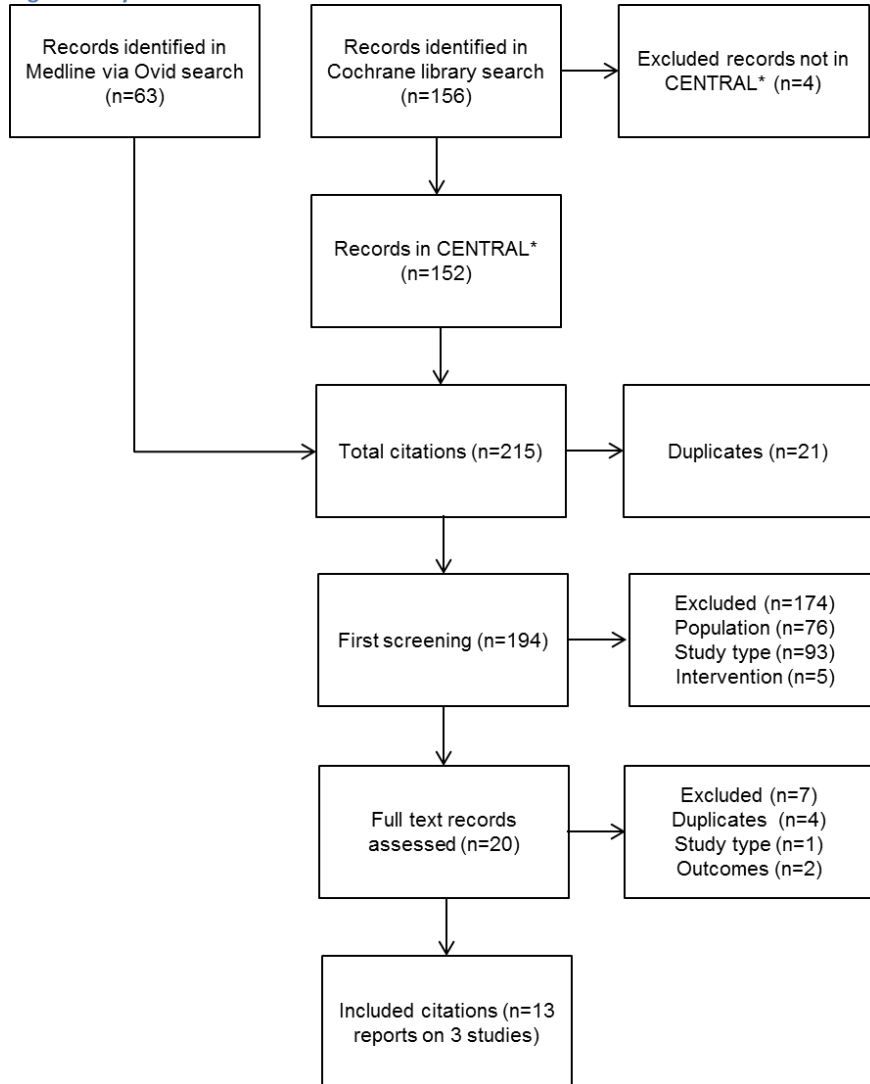 Records identified in
Medline via Ovid search
(n=63)
Records identified in
Cochrane library search
(n=156)
Excluded records not in
CENTRAL* (n=4)
Records in CENTRAL*
(n=152)
Total citations (n=215)
Duplicates (n=21)
First screening (n=194)
Excluded (n=174)
Population (n=76)
Study type (n=93)
Intervention (n=5)
Full text records
assessed (n=20)
Excluded (n=7)
Duplicates (n=4)
Study type (n=1)
Outcomes (n=2)
Included citations (n=13
reports on 3 studies)